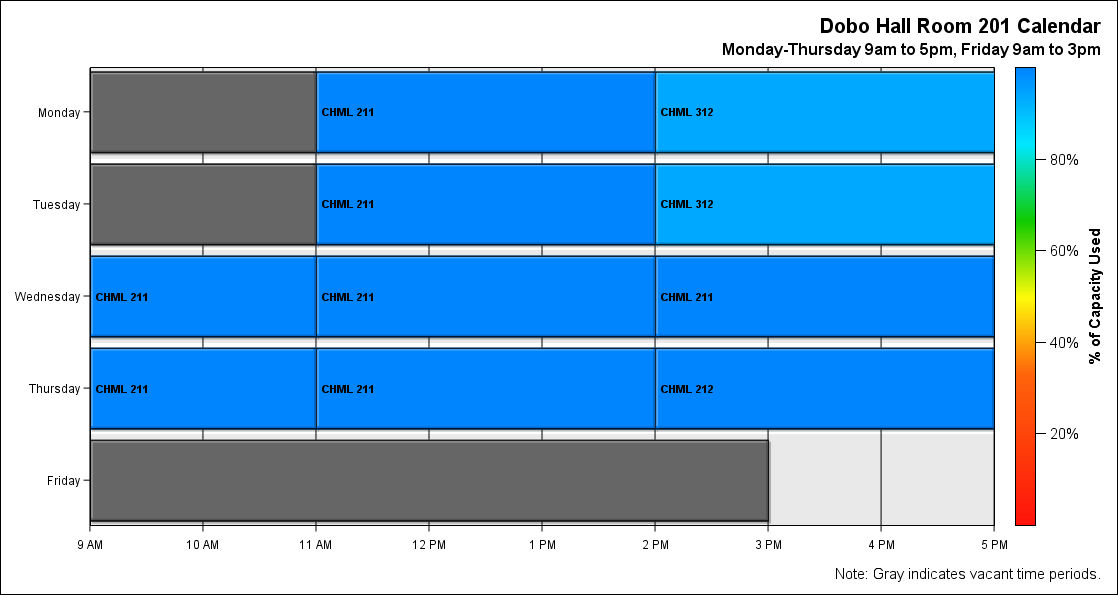 Dobo Hall Room 201 Calendar
Monday-Thursday 9am to 5pm, Friday 9am to 3pm
Monday
CHML 211
CHML 312
Tuesday
CHML 211
CHML 312
Wednesday
CHML 211
CHML 211
CHML 211
Thursday
CHML 211
CHML 211
CHML 212
Friday
9 AM
10 AM
11 AM
12 PM
1 PM
2 PM
3 PM
4 PM
5 PM
80%
60%
40%
20%
% of Capacity Used
Note: Gray indicates vacant time periods.